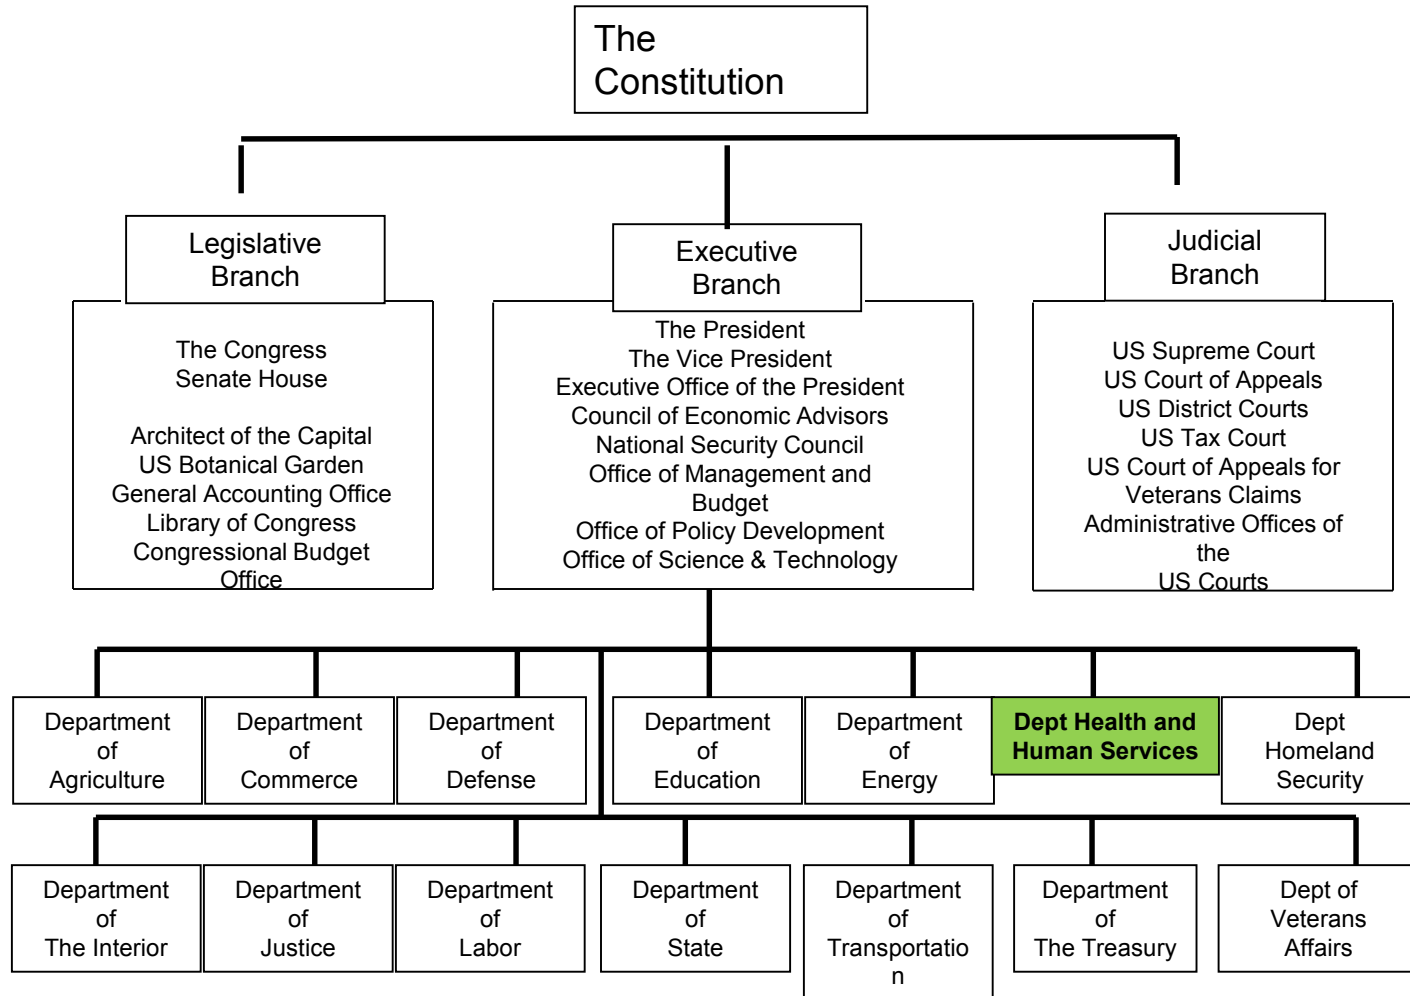 The
Constitution
Legislative
Branch
Executive
Branch
Judicial
Branch
The Congress
Senate House
Architect of the Capital
US Botanical Garden
General Accounting Office
Library of Congress
Congressional Budget
Office
The President
The Vice President
Executive Office of the President
Council of Economic Advisors
National Security Council
Office of Management and
Budget
Office of Policy Development
Office of Science & Technology
US Supreme Court
US Court of Appeals
US District Courts
US Tax Court
US Court of Appeals for
Veterans Claims
Administrative Offices of
the
US Courts
Department
of
Agriculture
Department
of
Commerce
Department
of
Defense
Department
of
Education
Department
of
Energy
Dept Health and
Human Services
Dept
Homeland
Security
Department
of
The Interior
Department
of
Justice
Department
of
Labor
Department
of
State
Department
of
Transportatio
n
Department
of
The Treasury
Dept of
Veterans
Affairs